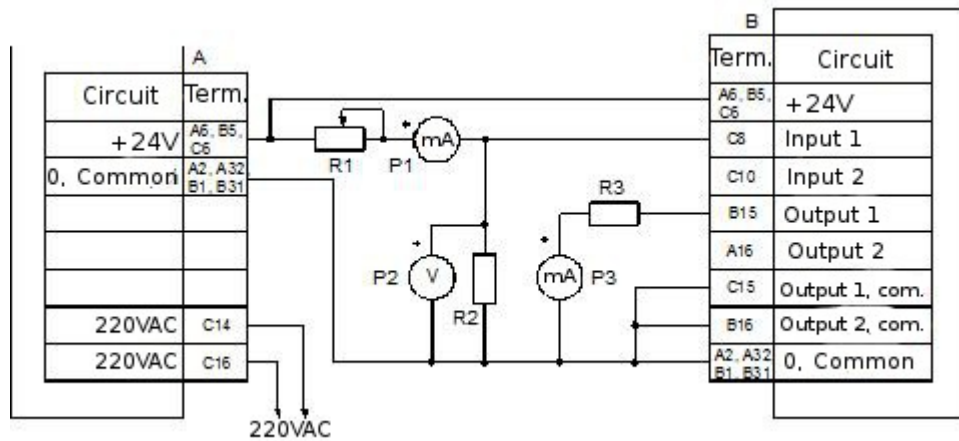 A
Circuit Term.
+24V A6, B5, C6
0, Common A2, A32, B1, B31
220VAC C14
220VAC C16
220VAC
R1
P1
mA
P2
V
R2
R3
mA
P3
B
Term. Circuit
A6, B5, C6 +24V
C8 Input 1
C10 Input 2
B15 Output 1
A16 Output 2
C15 Output 1, com.
B16 Output 2, com.
A2, A32 B1, B31 0, Common